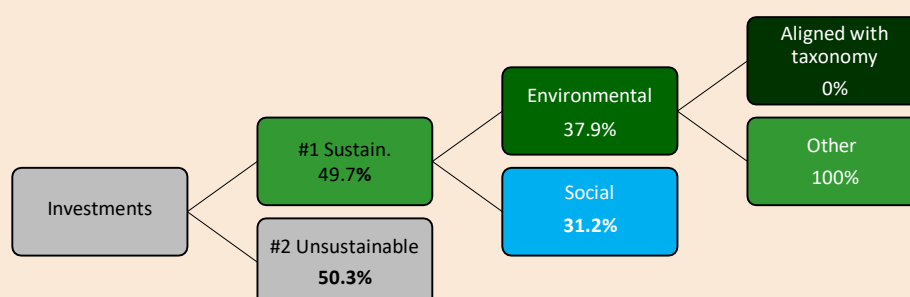 Investments
#1 Sustain.
49.7%
#2 Unsustainable
50.3%
Environmental
37.9%
Social
31.2%
Aligned with
taxonomy
0%
Other
100%